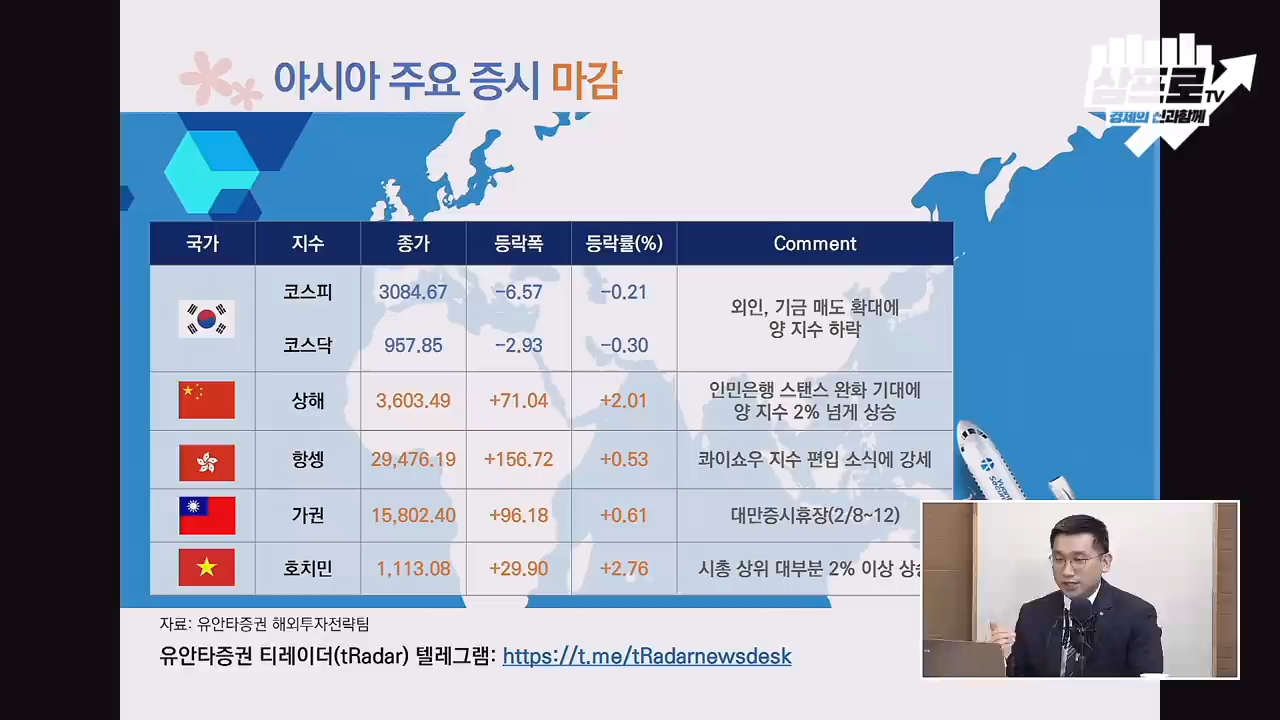 아시아 주요 증시 마감
삼프로TV
경제의 신과함께
국가 지수 종가 등락폭 등락률(%) Comment
코스피 3084.67 -6.57 -0.21
외인, 기금 매도 확대에
양 지수 하락
코스닥 957.85 -2.93 -0.30
상해 3,603.49 +71.04 +2.01
인민은행 스탠스 완화 기대에
양 지수 2% 넘게 상승
항셍 29,476.19 +156.72 +0.53 콰이쇼우 지수 편입 소식에 강세
가권 15,802.40 +96.18 +0.61 대만증시휴장(2/8~12)
호치민 1,113.08 +29.90 +2.76 시총 상위 대부분 2% 이상
자료: 유안타증권 해외투자전략팀
유안타증권 티레이더(tRadar) 텔레그램: https://t.me/tRadarnewsdesk